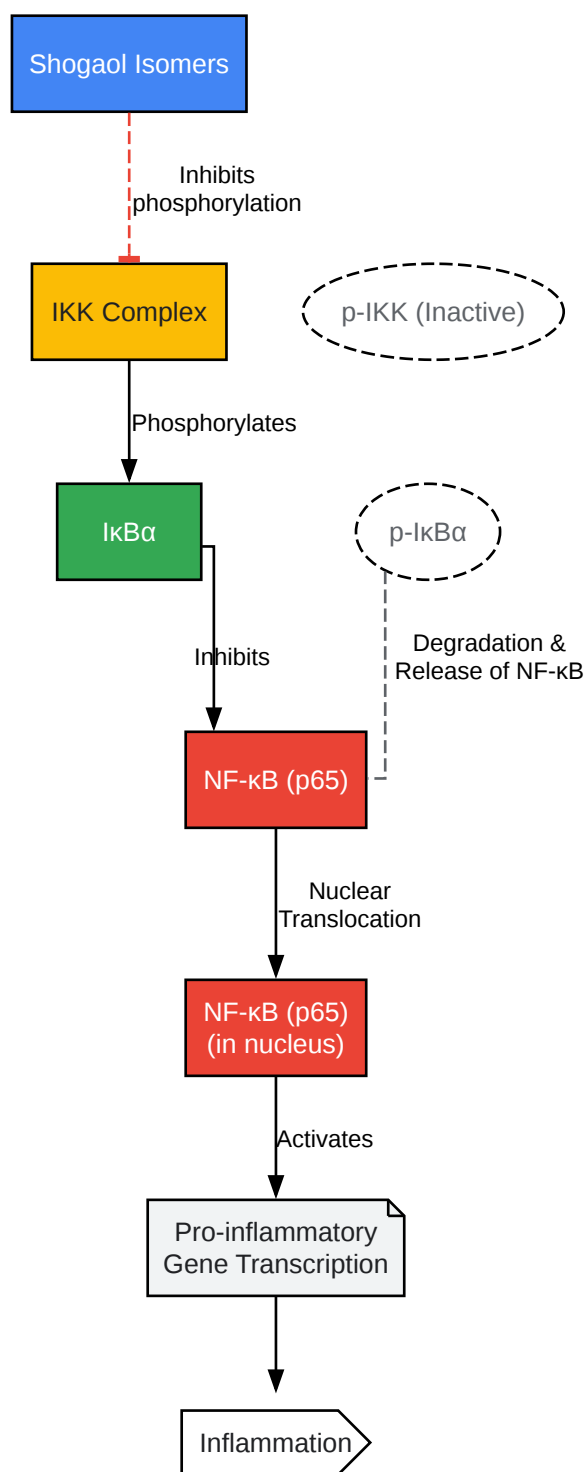 Shogaol Isomers
Inhibits
phosphorylation
IKK Complex
p-IKK (Inactive)
Phosphorylates
IκBα
p-IκBα
Degradation &
Release of NF-κB
Inhibits
NF-κB (p65)
Nuclear
Translocation
NF-κB (p65)
(in nucleus)
Activates
Pro-inflammatory
Gene Transcription
Inflammation